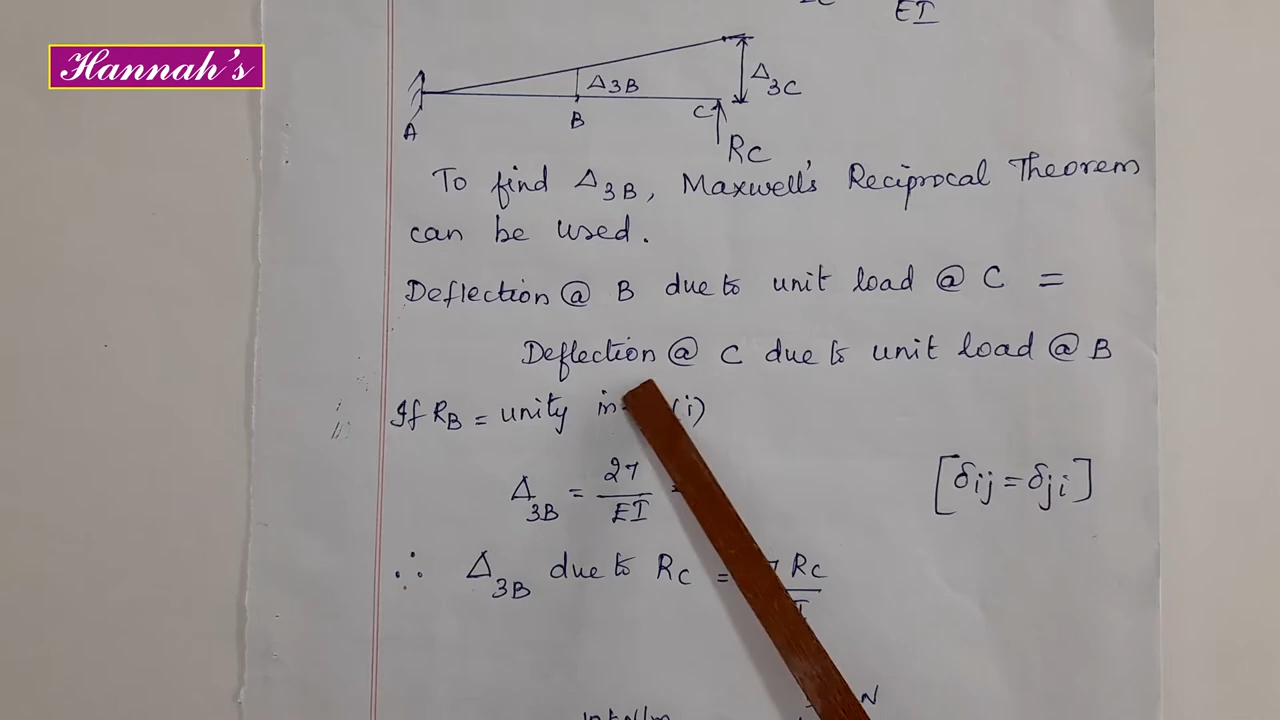 EI
Hannah's
Δ3B
Δ3C
A
B
C
RC
To find Δ3B, Maxwell's Reciprocal Theorem
can be used.
Deflection @ B due to unit load @ C =
Deflection @ C due to unit load @ B
If RB = unity in (i)
Δ3B = 27/EI
[δij = δji]
∴ Δ3B due to RC = RC
N